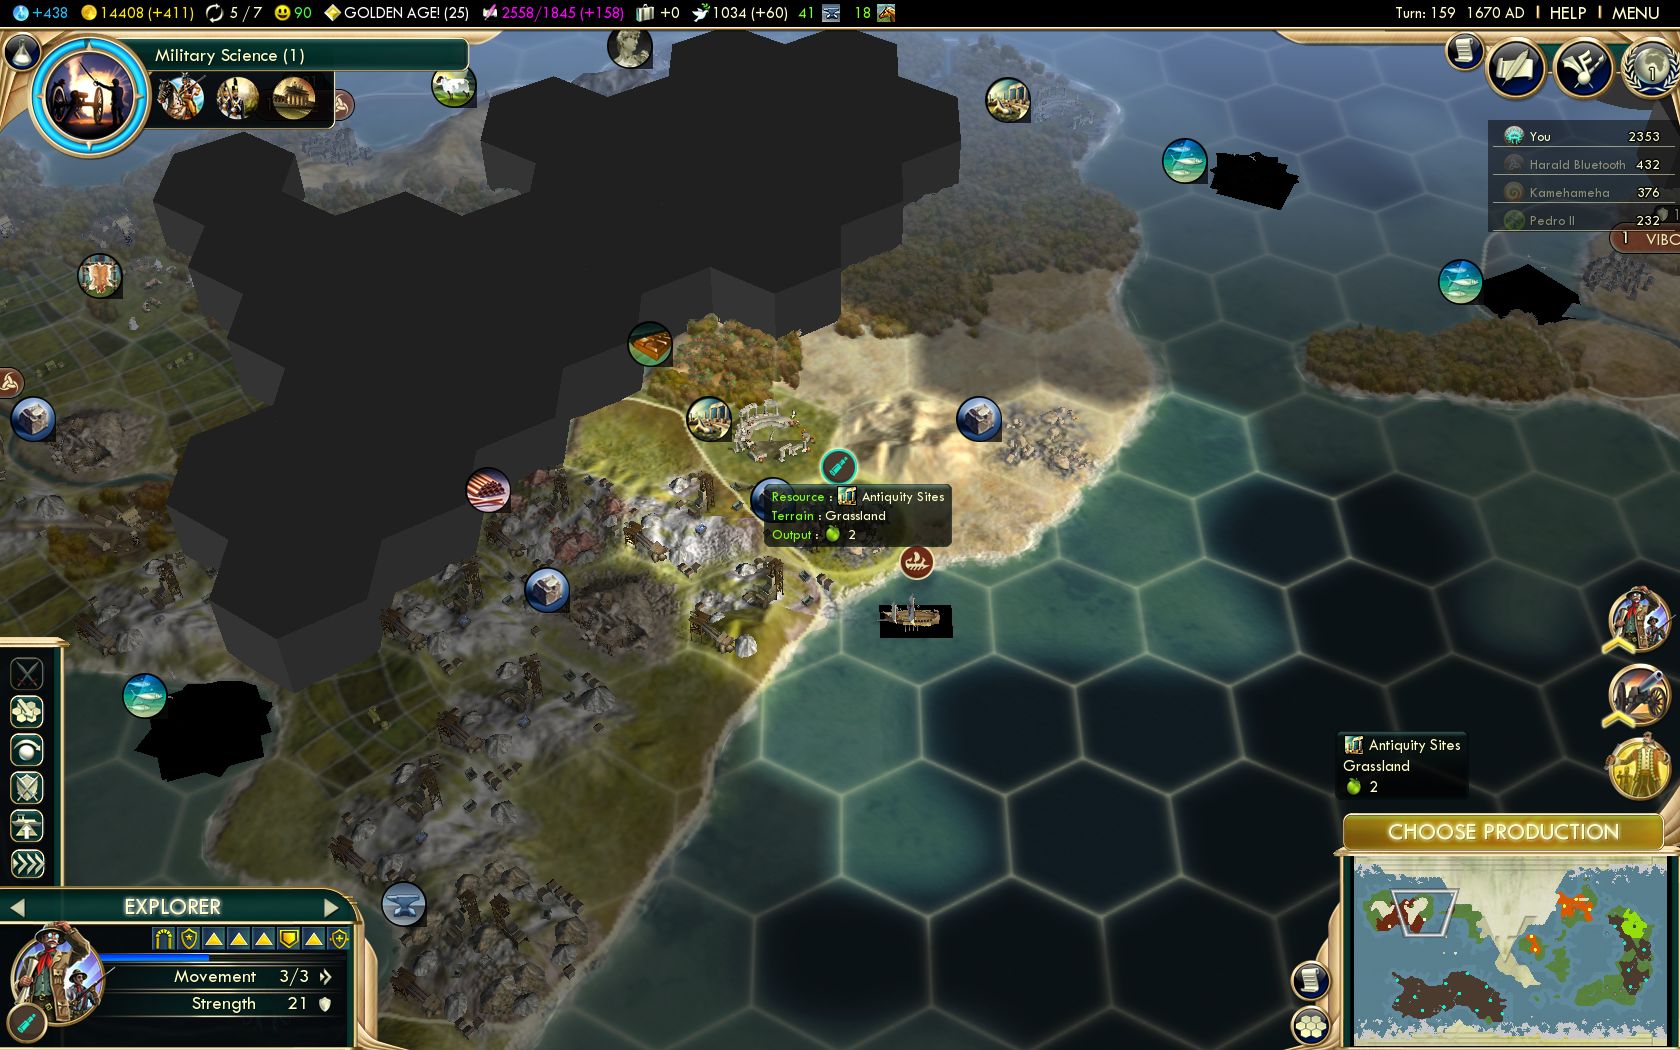 +438 14408 (+411) 5 / 7 90 GOLDEN AGE! (25) 2558/1845 (+158) +0 1034 (+60) 41 18 Turn: 159 1670 AD HELP MENU
Military Science (1)
1
You 2353
Harald Bluetooth 432
Kamehameha 376
Pedro II 232
1 VIBO
Resource : Antiquity Sites
Terrain : Grassland
Output : 2
Antiquity Sites
Grassland
2
CHOOSE PRODUCTION
EXPLORER
Movement 3/3
Strength 21